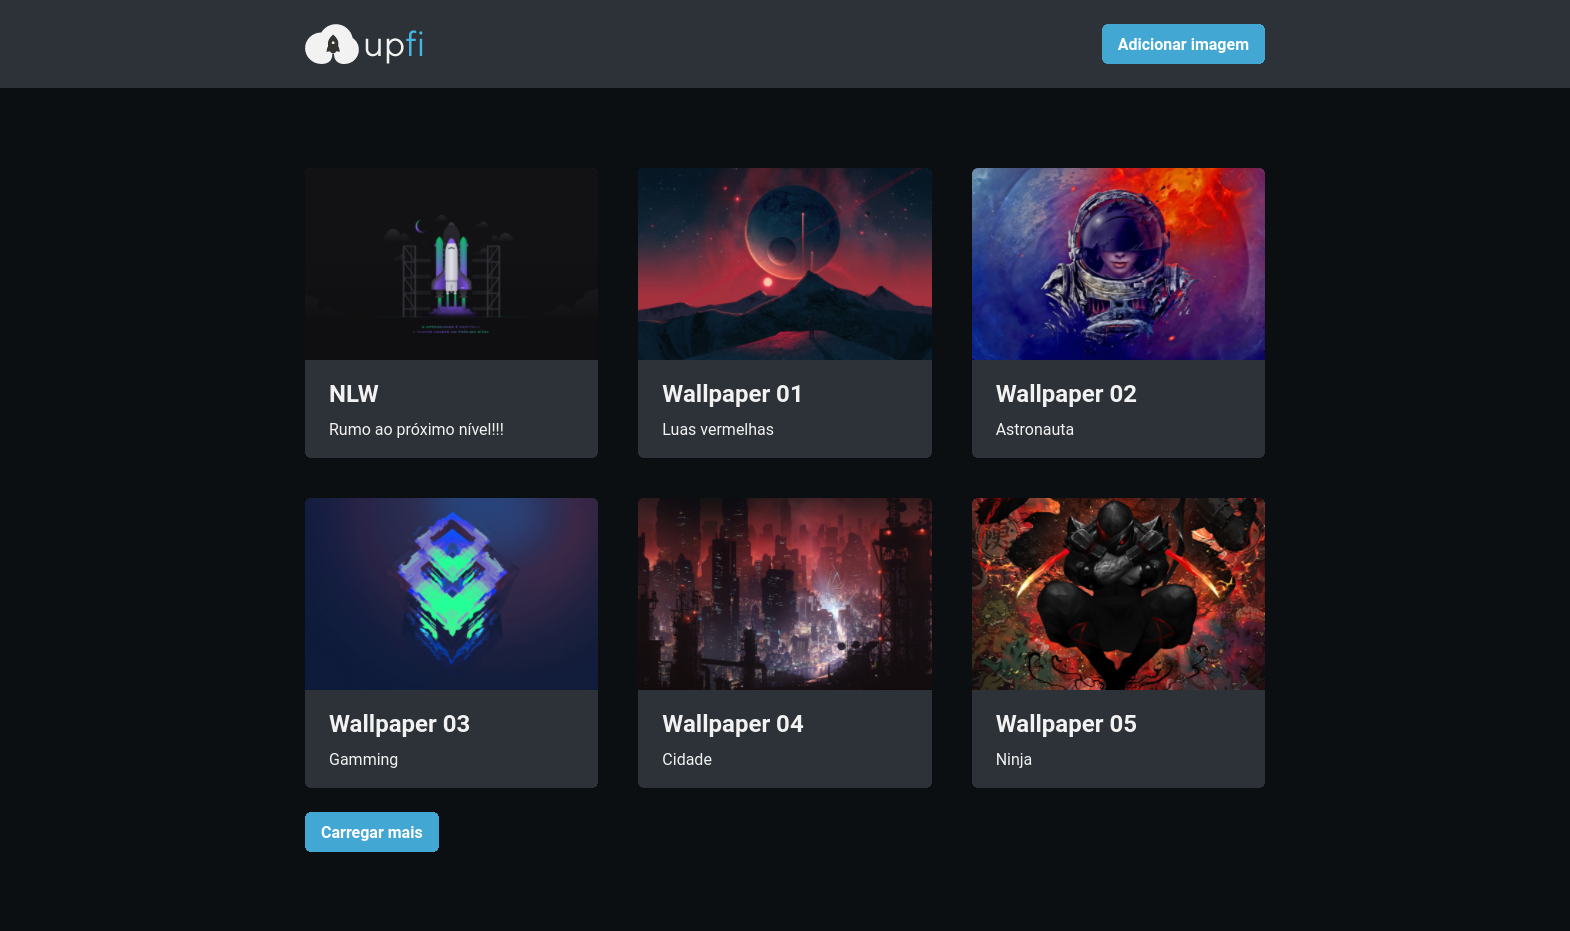 upfi
Adicionar imagem
NLW
Rumo ao próximo nível!!!
Wallpaper 01
Luas vermelhas
Wallpaper 02
Astronauta
Wallpaper 03
Gamming
Wallpaper 04
Cidade
Wallpaper 05
Ninja
Carregar mais